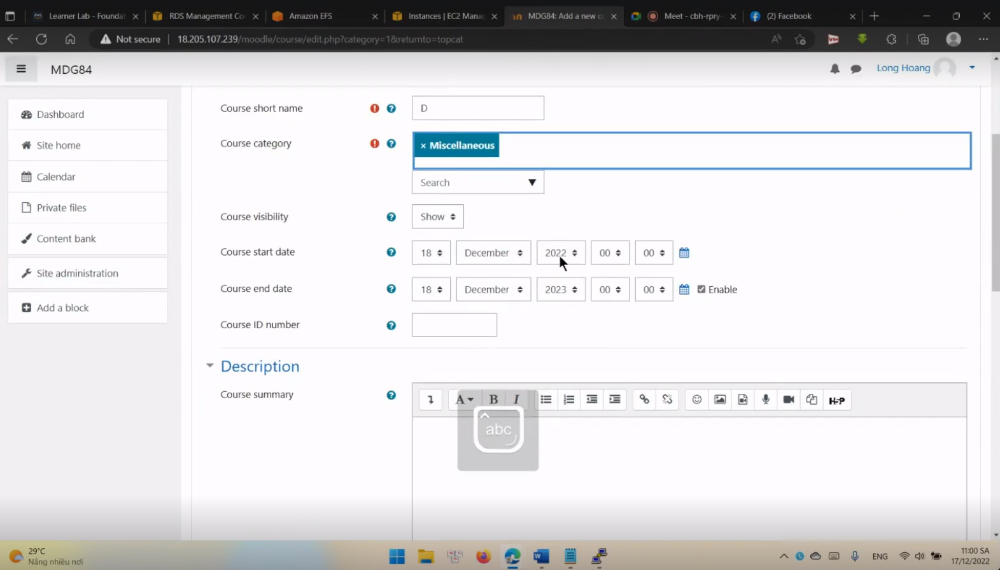 Learner Lab - Foundat
RDS Management Co
Amazon EFS
Instances | EC2 Mana
MDG84: Add a new c
Meet - cbh-rpry-
(2) Facebook
Not secure
18.205.107.239/moodle/course/edit.php?category=1&returnto=topcat
MDG84
Long Hoang
Dashboard
Site home
Calendar
Private files
Content bank
Site administration
Add a block
Course short name
D
Course category
× Miscellaneous
Search
Course visibility
Show
Course start date
18 December 2022 00 00
Course end date
18 December 2023 00 00 Enable
Course ID number
Description
Course summary
A B I
H5P
abc
29°C
Nắng nhiều nơi
ENG
11:00 SA
17/12/2022